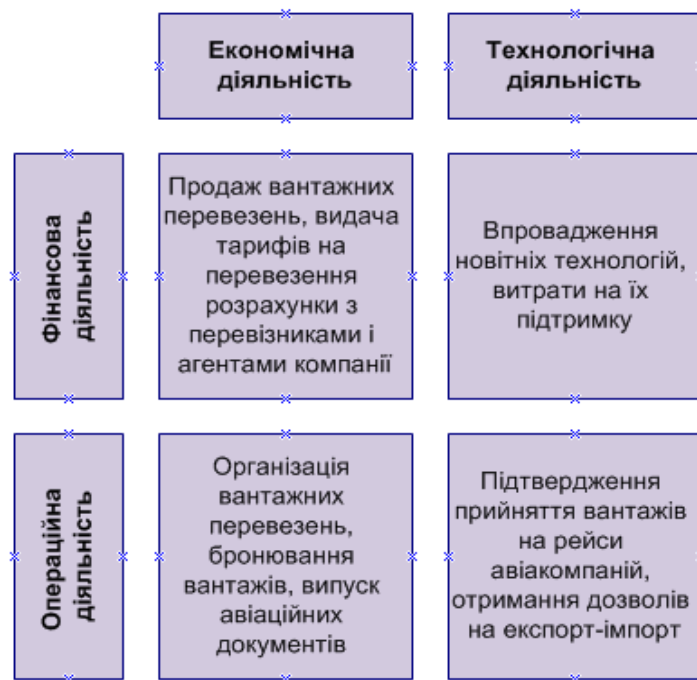 Економічна
діяльність
Технологічна
діяльність
Фінансова
діяльність
Продаж вантажних
перевезень, видача
тарифів на
перевезення
розрахунки з
перевізниками і
агентами компанії
Впровадження
новітніх технологій,
витрати на їх
підтримку
Операційна
діяльність
Організація
вантажних
перевезень,
бронювання
вантажів, випуск
авіаційних
документів
Підтвердження
прийняття вантажів
на рейси
авіакомпаній,
отримання дозволів
на експорт-імпорт